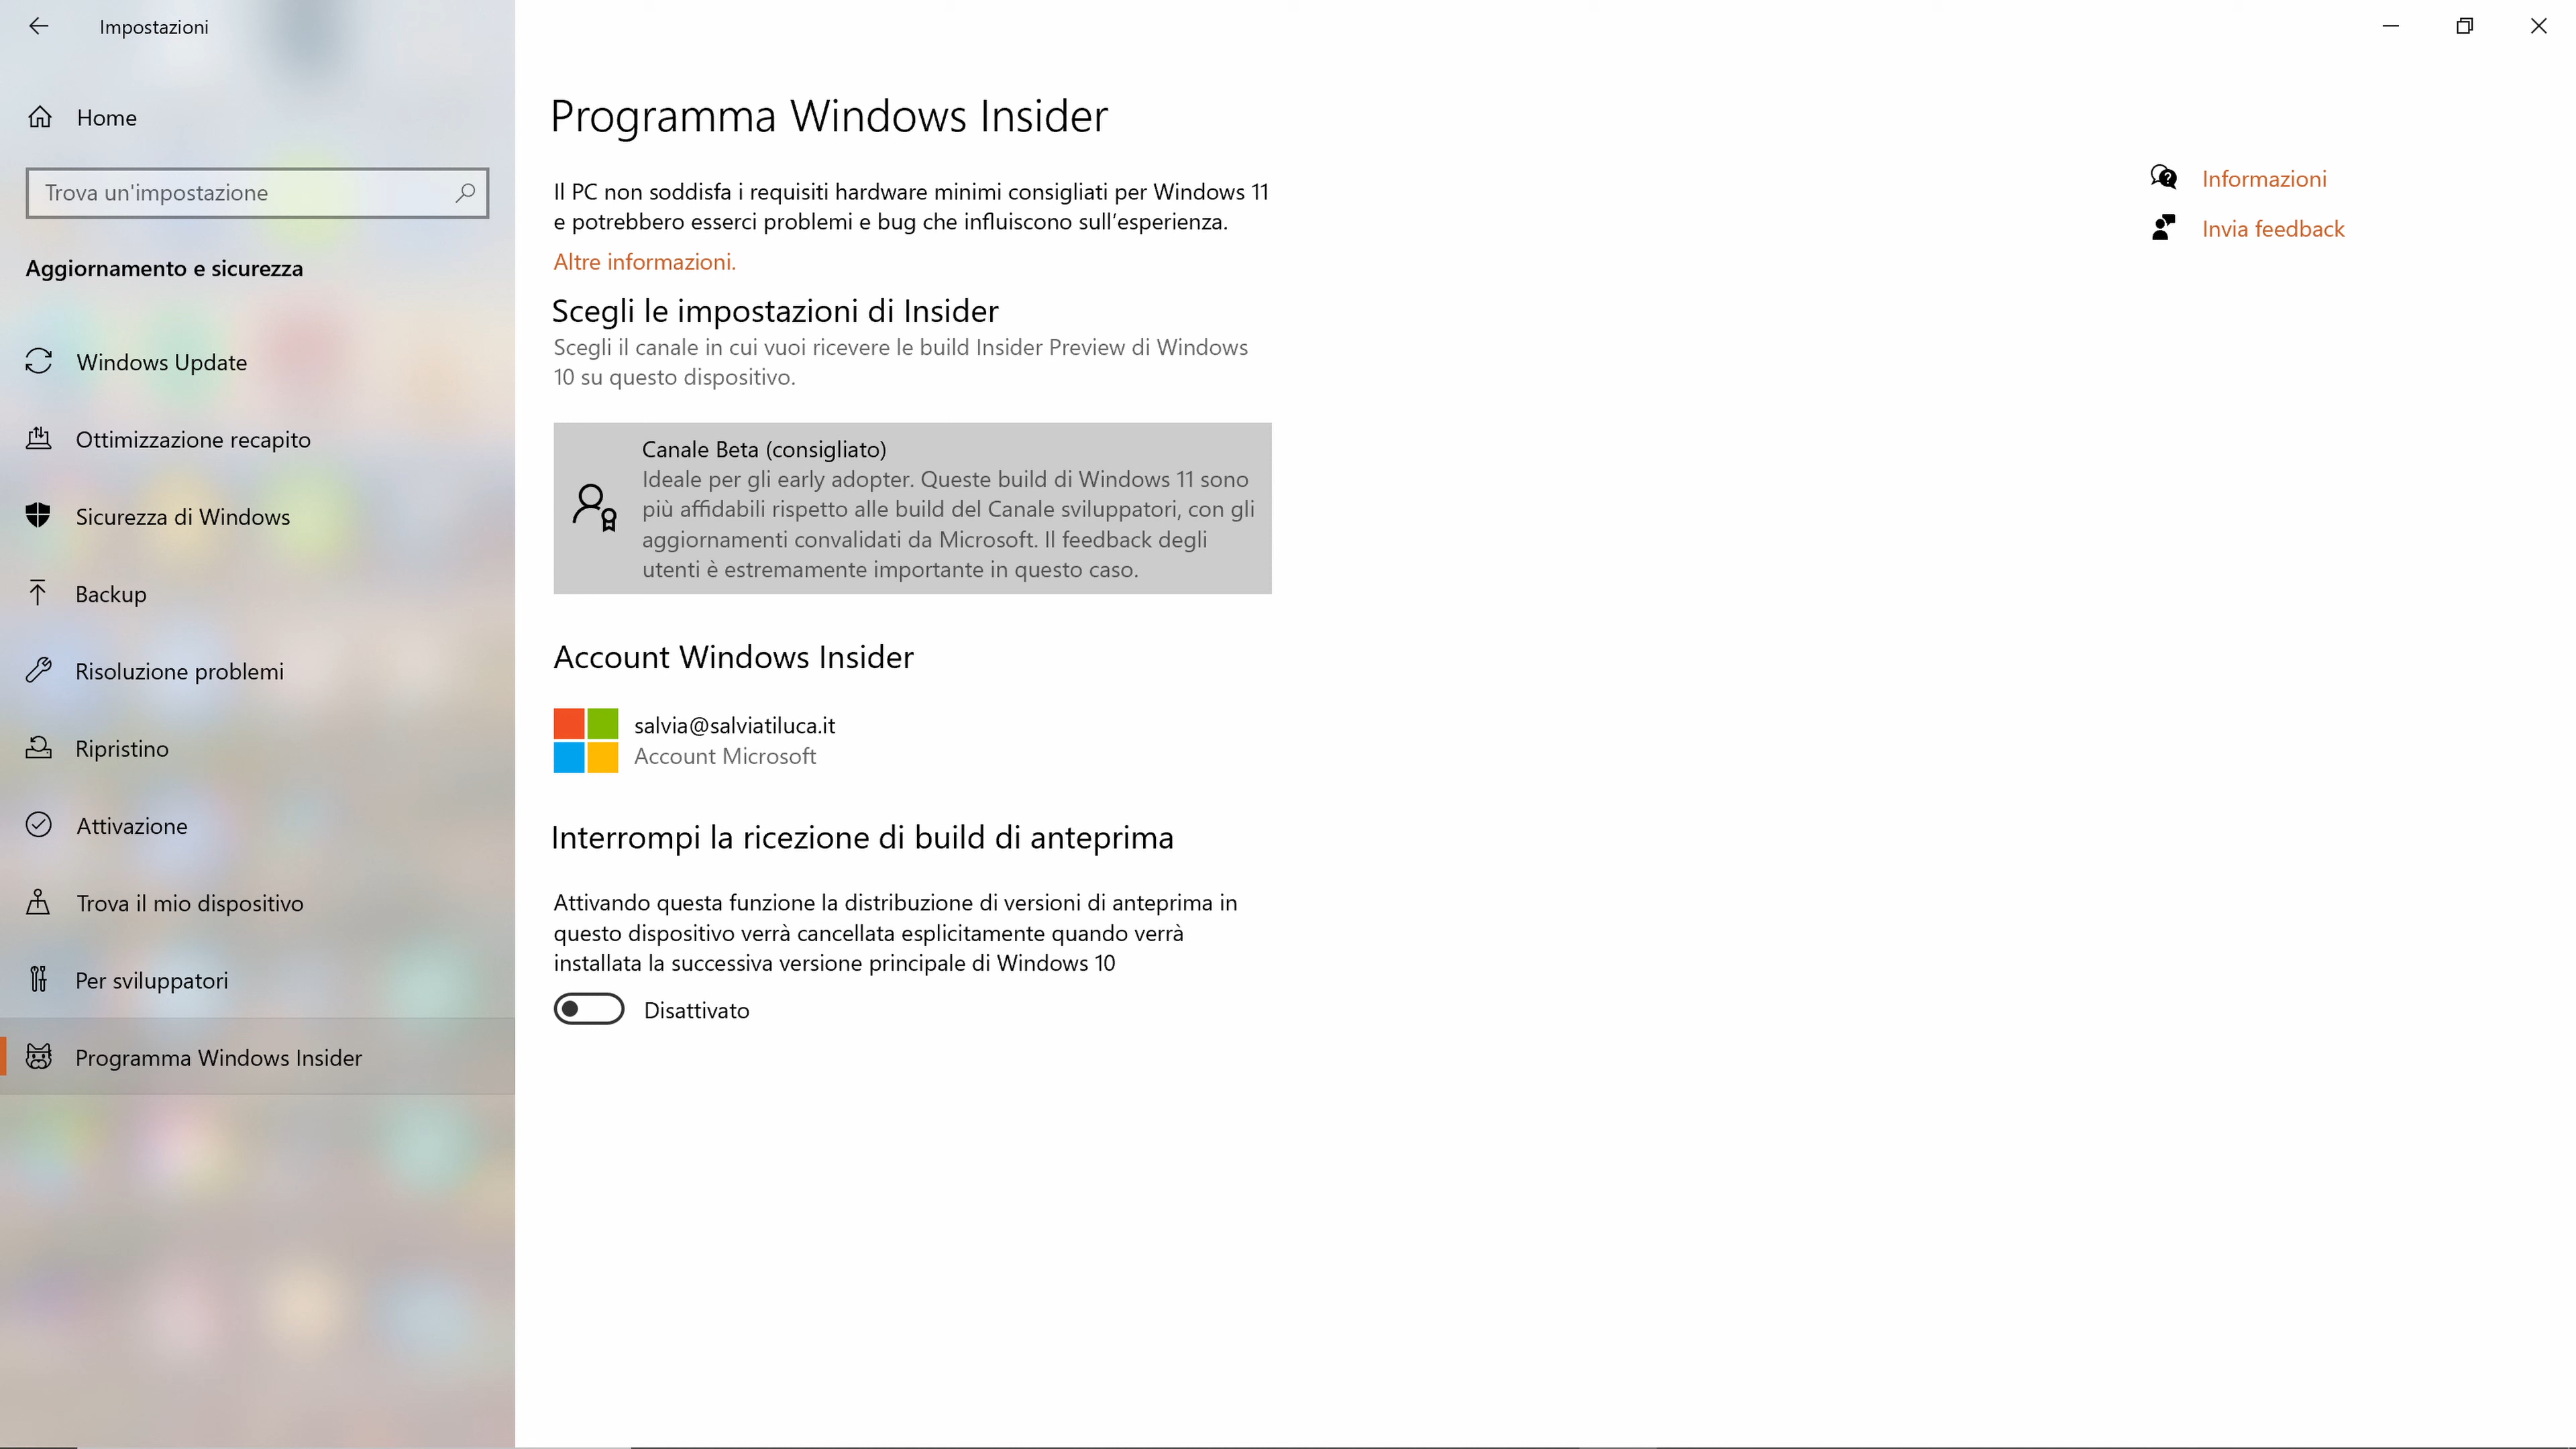 Impostazioni
Home
Trova un'impostazione
Aggiornamento e sicurezza
Windows Update
Ottimizzazione recapito
Sicurezza di Windows
Backup
Risoluzione problemi
Ripristino
Attivazione
Trova il mio dispositivo
Per sviluppatori
Programma Windows Insider
Programma Windows Insider
Il PC non soddisfa i requisiti hardware minimi consigliati per Windows 11
e potrebbero esserci problemi e bug che influiscono sull'esperienza.
Altre informazioni.
Scegli le impostazioni di Insider
Scegli il canale in cui vuoi ricevere le build Insider Preview di Windows
10 su questo dispositivo.
Canale Beta (consigliato)
Ideale per gli early adopter. Queste build di Windows 11 sono
più affidabili rispetto alle build del Canale sviluppatori, con gli
aggiornamenti convalidati da Microsoft. Il feedback degli
utenti è estremamente importante in questo caso.
Account Windows Insider
salvia@salviatiluca.it
Account Microsoft
Interrompi la ricezione di build di anteprima
Attivando questa funzione la distribuzione di versioni di anteprima in
questo dispositivo verrà cancellata esplicitamente quando verrà
installata la successiva versione principale di Windows 10
Disattivato
Informazioni
Invia feedback